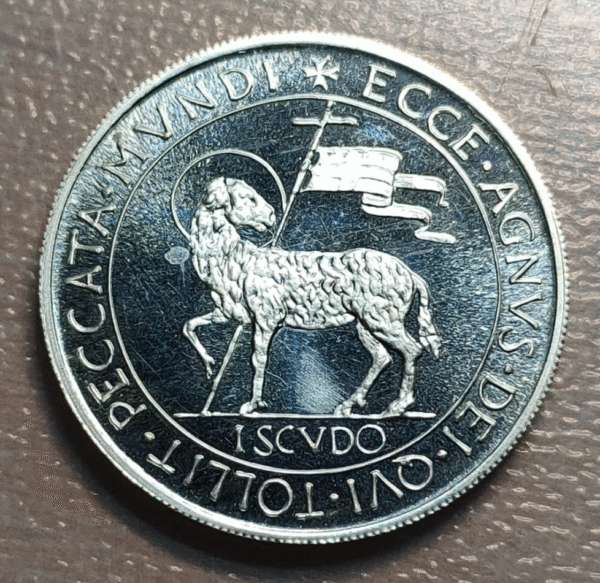 ✠ ECCE · AGNVS · DEI · QVI · TOLLIT · PECCATA · MVNDI
I SCVDO